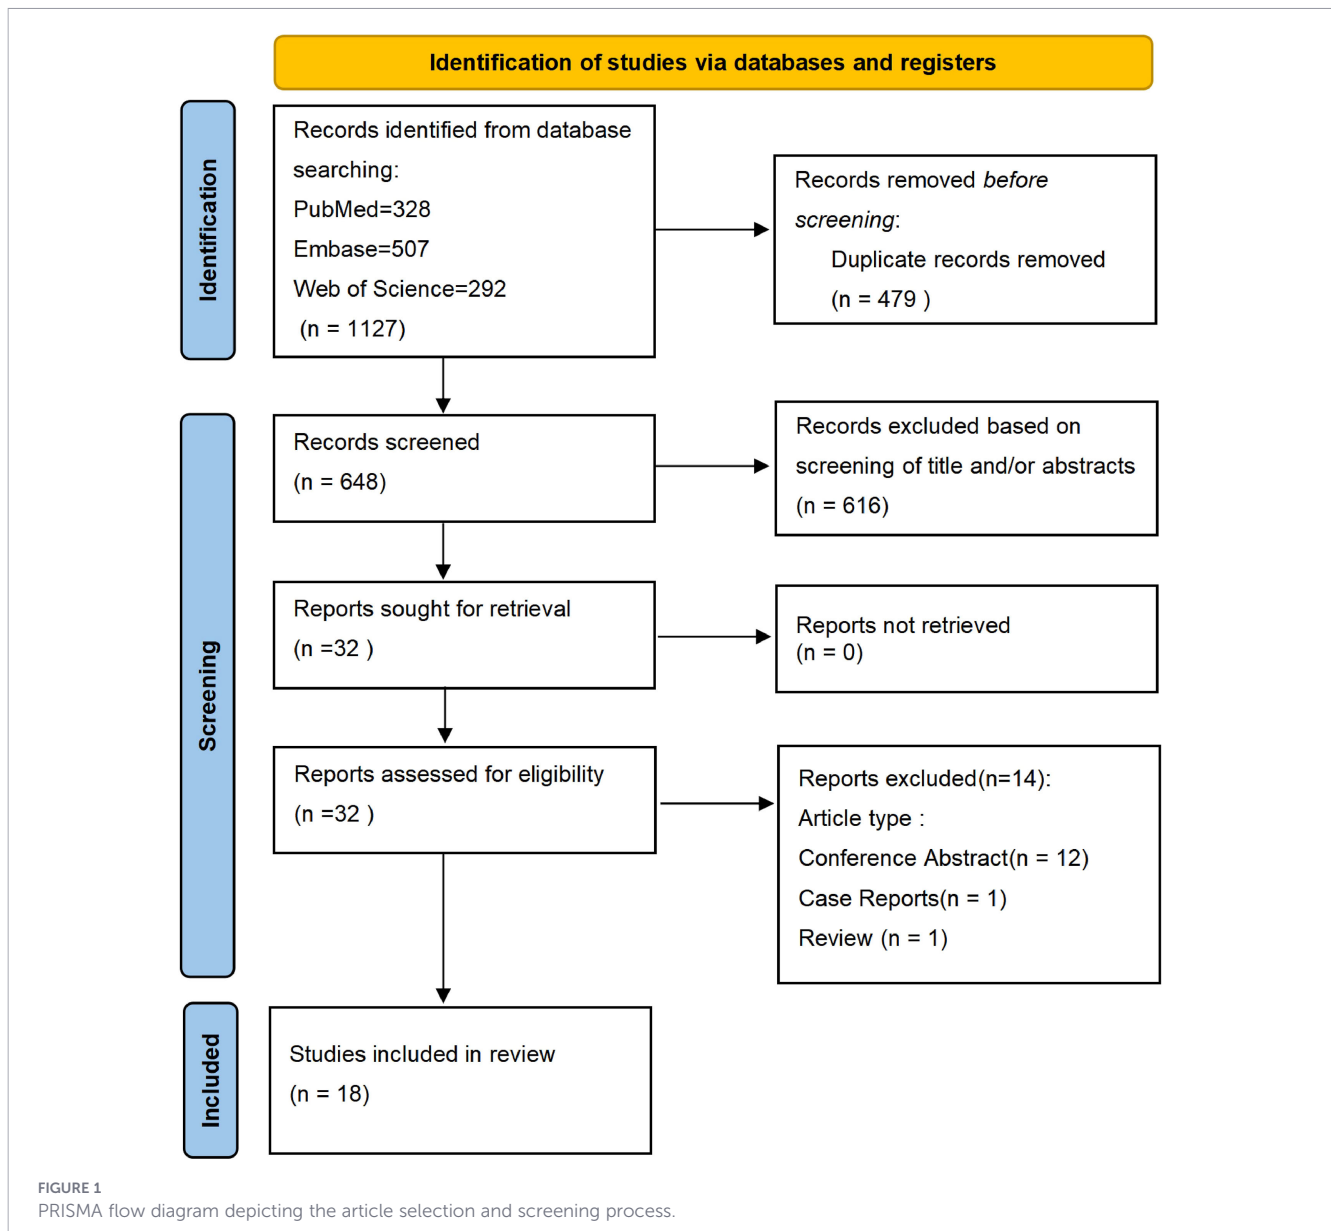 Identification of studies via databases and registers
Identification
Records identified from database
searching:
PubMed=328
Embase=507
Web of Science=292
(n = 1127)
Records removed before
screening:
Duplicate records removed
(n = 479 )
Screening
Records screened
(n = 648)
Records excluded based on
screening of title and/or abstracts
(n = 616)
Reports sought for retrieval
(n =32 )
Reports not retrieved
(n = 0)
Reports assessed for eligibility
(n =32 )
Reports excluded(n=14):
Article type :
Conference Abstract(n = 12)
Case Reports(n = 1)
Review (n = 1)
Included
Studies included in review
(n = 18)
FIGURE 1
PRISMA flow diagram depicting the article selection and screening process.